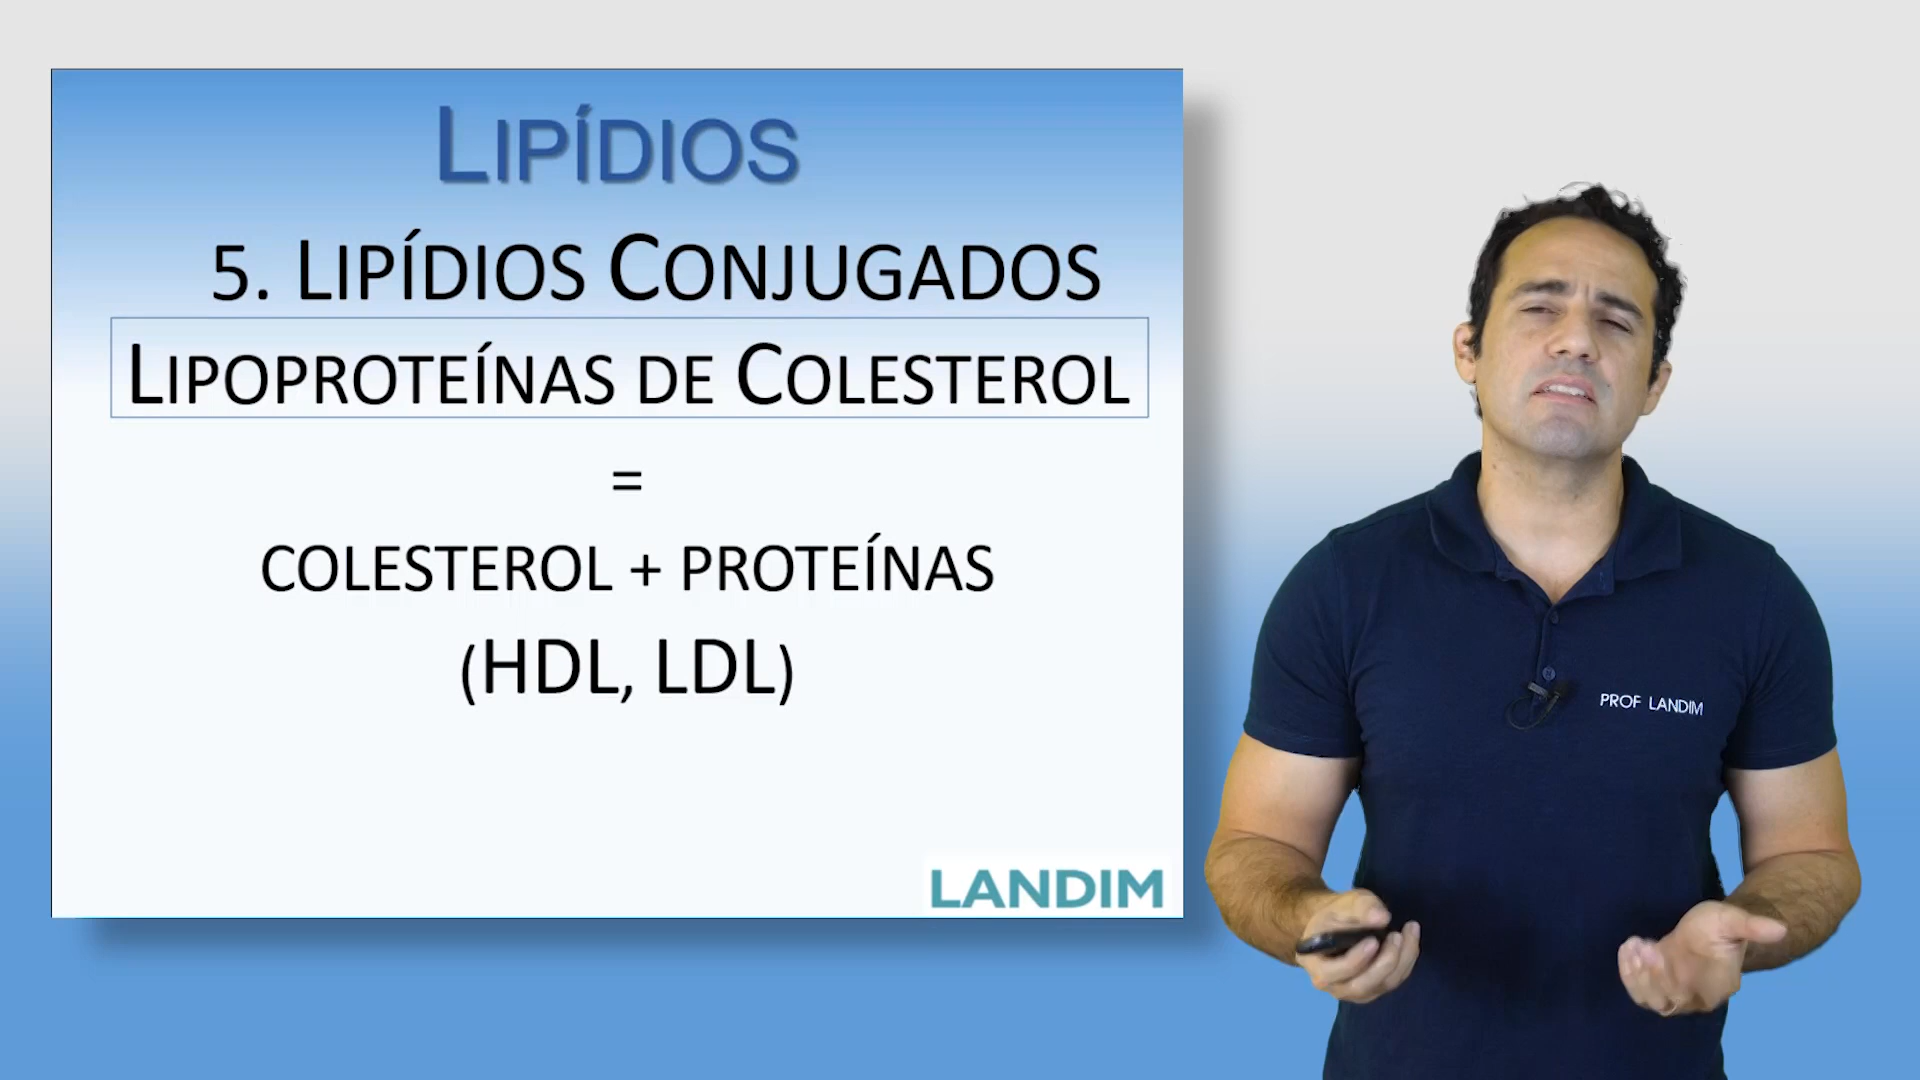 LIPÍDIOS
5. LIPÍDIOS CONJUGADOS
LIPOPROTEÍNAS DE COLESTEROL
=
COLESTEROL + PROTEÍNAS
(HDL, LDL)
LANDIM
PROF LANDIM